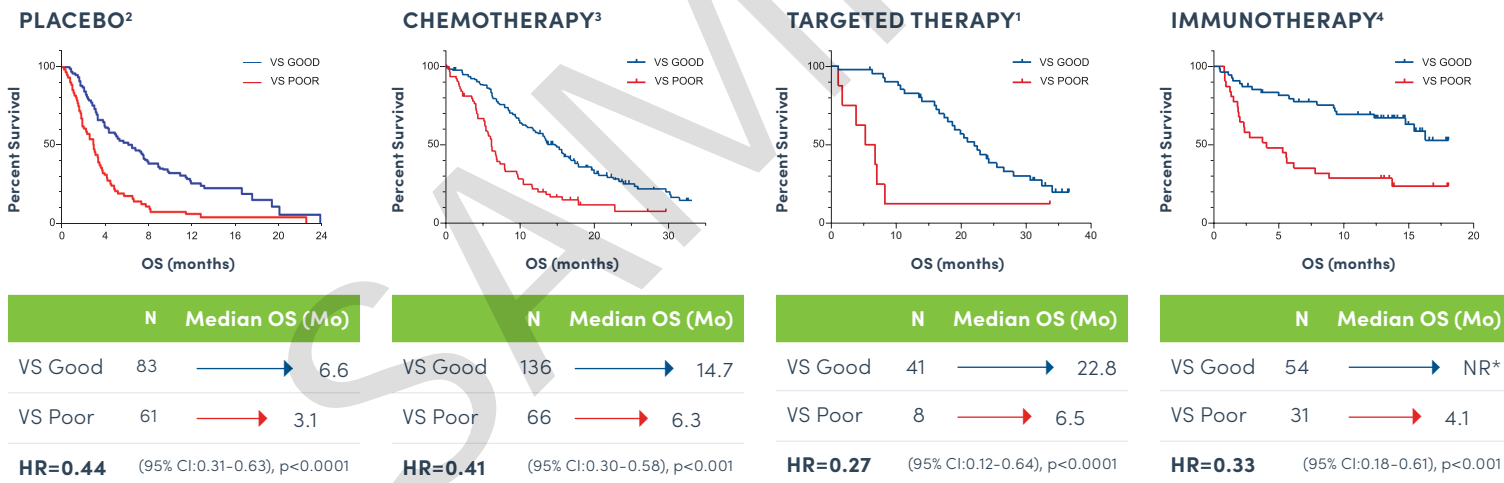 PLACEBO²
VS GOOD
VS POOR
100
50
0
0 4 8 12 16 20 24
Percent Survival
OS (months)
N Median OS (Mo)
VS Good 83 6.6
VS Poor 61 3.1
HR=0.44 (95% CI:0.31-0.63), p<0.0001
CHEMOTHERAPY³
VS GOOD
VS POOR
100
50
0
0 10 20 30
Percent Survival
OS (months)
N Median OS (Mo)
VS Good 136 14.7
VS Poor 66 6.3
HR=0.41 (95% CI:0.30-0.58), p<0.001
TARGETED THERAPY¹
VS GOOD
VS POOR
100
50
0
0 10 20 30 40
Percent Survival
OS (months)
N Median OS (Mo)
VS Good 41 22.8
VS Poor 8 6.5
HR=0.27 (95% CI:0.12-0.64), p<0.0001
IMMUNOTHERAPY⁴
VS GOOD
VS POOR
100
50
0
0 5 10 15 20
Percent Survival
OS (months)
N Median OS (Mo)
VS Good 54 NR*
VS Poor 31 4.1
HR=0.33 (95% CI:0.18-0.61), p<0.001